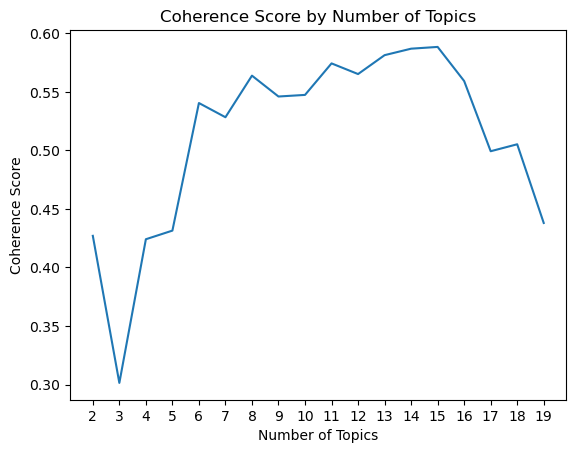 Coherence Score by Number of Topics
Coherence Score
0.60
0.55
0.50
0.45
0.40
0.35
0.30
2 3 4 5 6 7 8 9 10 11 12 13 14 15 16 17 18 19
Number of Topics